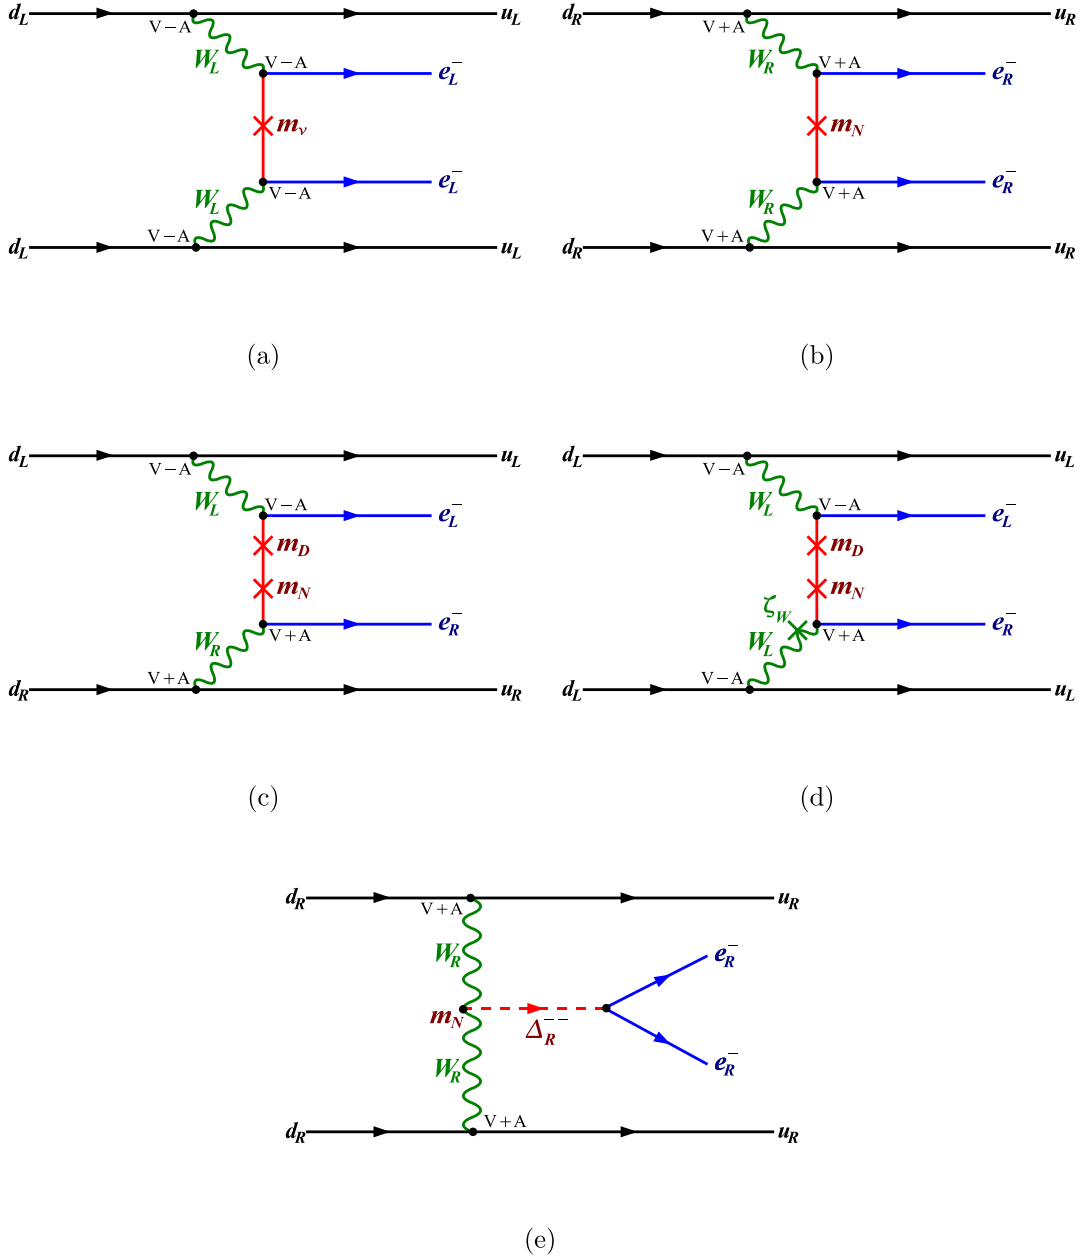 d_L u_L d_R u_R
V−A V+A
W_L V−A e_L^− W_R V+A e_R^−
m_ν m_N
W_L V−A e_L^− W_R V+A e_R^−
V−A V+A
d_L u_L d_R u_R
(a) (b)
d_L u_L d_L u_L
V−A V−A
W_L V−A e_L^− W_L V−A e_L^−
m_D m_D
m_N m_N
ζ_W
W_R V+A e_R^− W_L V+A e_R^−
V+A V−A
d_R u_R d_L u_L
(c) (d)
d_R u_R
V+A
W_R e_R^−
m_N Δ_R^{−−}
W_R e_R^−
V+A
d_R u_R
(e)